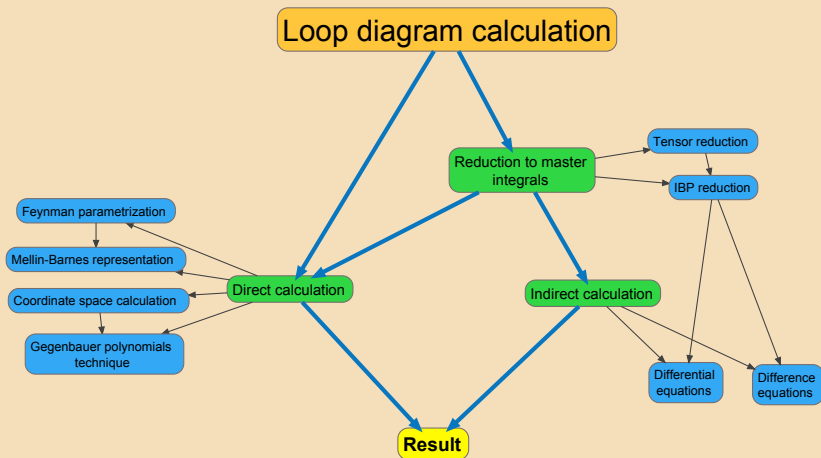 Loop diagram calculation
Tensor reduction
Reduction to master
integrals
IBP reduction
Feynman parametrization
Mellin-Barnes representation
Coordinate space calculation
Direct calculation
Indirect calculation
Gegenbauer polynomials
technique
Differential
equations
Difference
equations
Result